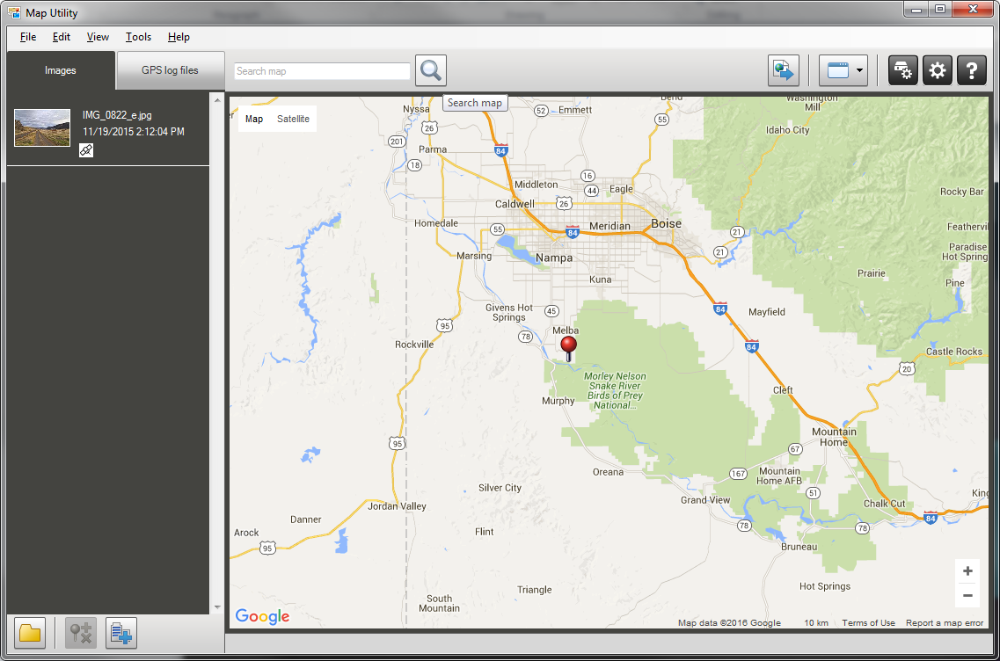 Map Utility
File Edit View Tools Help
Images
GPS log files
Search map
Search map
IMG_0822_e.jpg
11/19/2015 2:12:04 PM
Map Satellite
Nyssa
52
Emmett
Bend
55
Washington
Mill
26
Idaho City
201
Parma
84
18
16
Middleton
44
Eagle
Rocky Bar
Caldwell
26
Homedale
55
84
Meridian
Boise
21
Feathervil
Paradise
Hot Spring
Marsing
Nampa
21
Kuna
Prairie
Pine
Givens Hot
Springs
45
84
Mayfield
95
Melba
78
Rockville
84
Castle Rocks
20
Morley Nelson
Snake River
Birds of Prey
National...
Murphy
Cleft
Mountain
Home
95
67
Oreana
167
Mountain
Home AFB
Silver City
51
Grand View
Chalk Cut
King
Jordan Valley
84
Danner
78
78
Arock
Flint
95
Bruneau
Hot Springs
Triangle
South
Mountain
+
−
Google
Map data ©2016 Google
10 km
Terms of Use
Report a map error